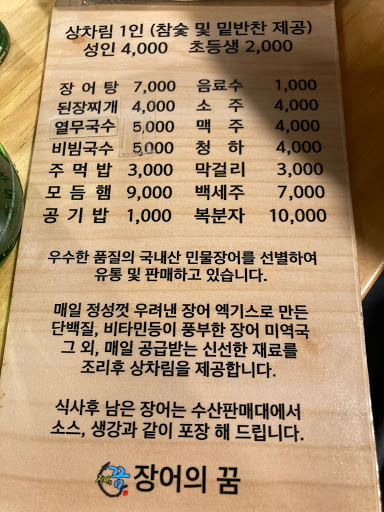 상차림 1인 (참숯 및 밑반찬 제공)
성인 4,000 초등생 2,000
장어탕 7,000 음료수 1,000
된장찌개 4,000 소주 4,000
열무국수 5,000 맥주 4,000
비빔국수 5,000 청하 4,000
주먹밥 3,000 막걸리 3,000
모듬햄 9,000 백세주 7,000
공기밥 1,000 복분자 10,000
우수한 품질의 국내산 민물장어를 선별하여
유통 및 판매하고 있습니다.
매일 정성껏 우려낸 장어 엑기스로 만든
단백질, 비타민등이 풍부한 장어 미역국
그 외, 매일 공급받는 신선한 재료를
조리후 상차림을 제공합니다.
식사후 남은 장어는 수산판매대에서
소스, 생강과 같이 포장 해 드립니다.
장어의 꿈